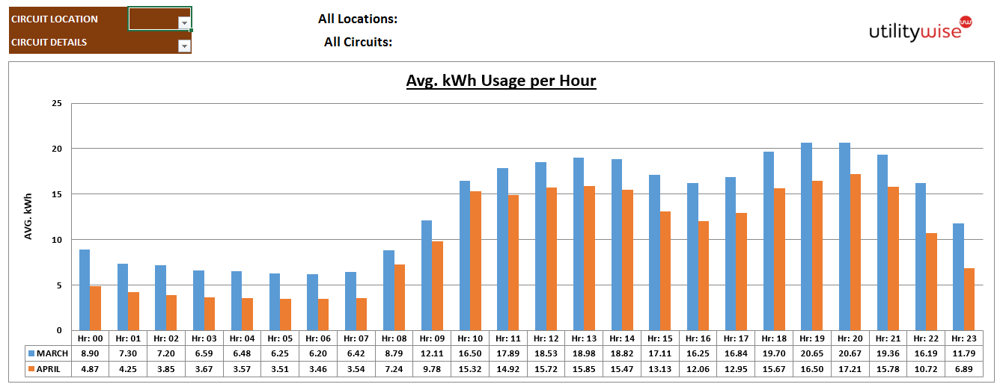 CIRCUIT LOCATION
All Locations:
CIRCUIT DETAILS
All Circuits:
utilitywise
uw
Avg. kWh Usage per Hour
AVG. kWh
25
20
15
10
5
0
Hr: 00 Hr: 01 Hr: 02 Hr: 03 Hr: 04 Hr: 05 Hr: 06 Hr: 07 Hr: 08 Hr: 09 Hr: 10 Hr: 11 Hr: 12 Hr: 13 Hr: 14 Hr: 15 Hr: 16 Hr: 17 Hr: 18 Hr: 19 Hr: 20 Hr: 21 Hr: 22 Hr: 23
MARCH 8.90 7.30 7.20 6.59 6.48 6.25 6.20 6.42 8.79 12.11 16.50 17.89 18.53 18.98 18.82 17.11 16.25 16.84 19.70 20.65 20.67 19.36 16.19 11.79
APRIL 4.87 4.25 3.85 3.67 3.57 3.51 3.46 3.54 7.24 9.78 15.32 14.92 15.72 15.85 15.47 13.13 12.06 12.95 15.67 16.50 17.21 15.78 10.72 6.89